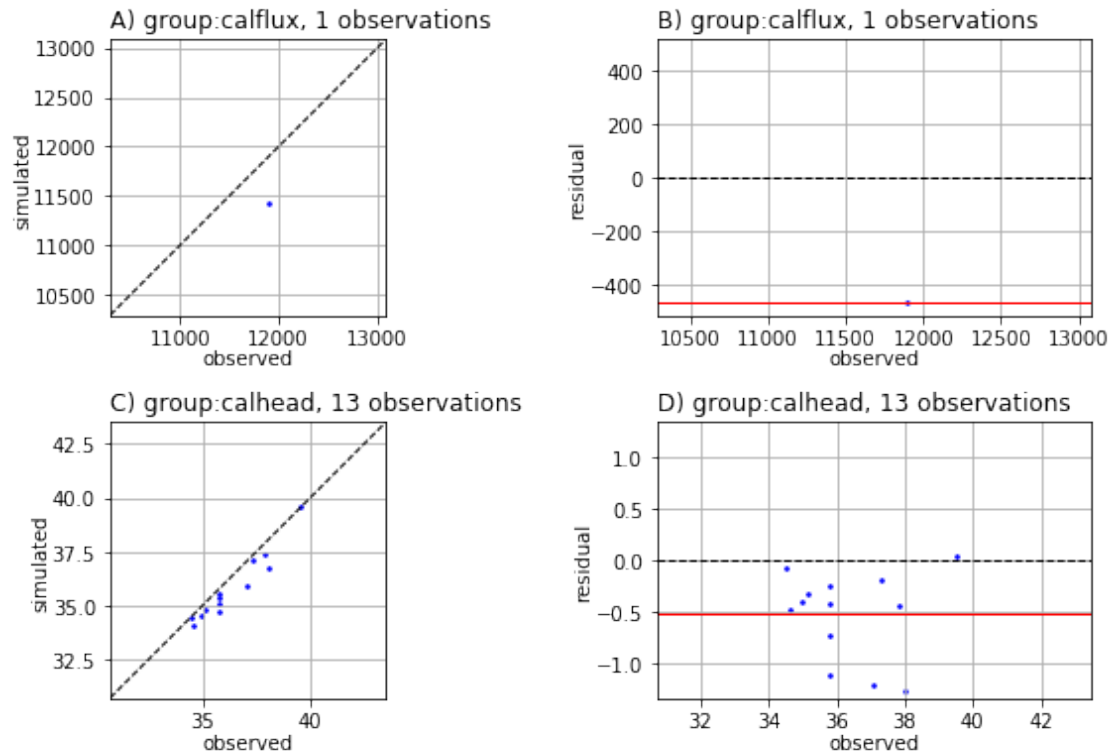 A) group:calflux, 1 observations
13000
12500
12000
11500
11000
10500
simulated
11000 12000 13000
observed
B) group:calflux, 1 observations
400
200
0
−200
−400
residual
10500 11000 11500 12000 12500 13000
observed
C) group:calhead, 13 observations
42.5
40.0
37.5
35.0
32.5
simulated
35 40
observed
D) group:calhead, 13 observations
1.0
0.5
0.0
−0.5
−1.0
residual
32 34 36 38 40 42
observed